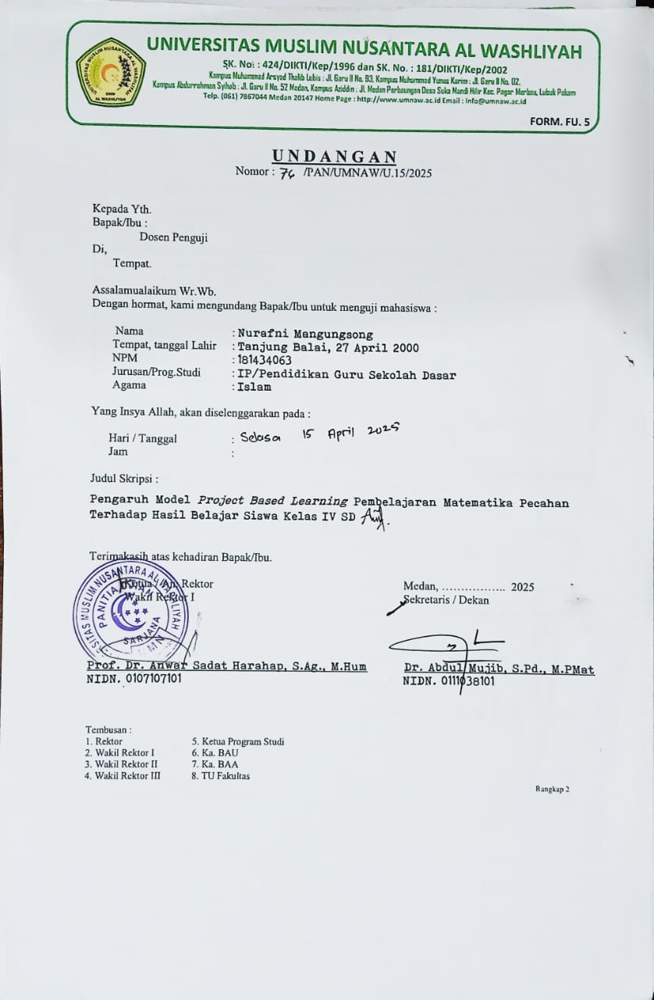 UNIVERSITAS MUSLIM NUSANTARA AL WASHLIYAH
SK. No. : 424/DIKTI/Kep/1996 dan SK. No. : 181/DIKTI/Kep/2002
Kampus Muhammad Arsyad Thalib Lubis : Jl. Garu II No. 93, Kampus Muhammad Yunus Karim : Jl. Garu II No. 02.
Kampus Abdurrahman Syihab : Jl. Garu II No. 52 Medan, Kampus Aziddin : Jl. Medan Perbaungan Desa Suka Mandi Hilir Kec. Pagar Merbau, Lubuk Pakam
Telp. (061) 7867044 Medan 20147 Home Page : http://www.umnaw.ac.id Email : info@umnaw.ac.id
FORM. FU. 5
UNDANGAN
Nomor : 76 /PAN/UMNAW/U.15/2025
Kepada Yth.
Bapak/Ibu :
Dosen Penguji
Di,
Tempat.
Assalamualaikum Wr.Wb.
Dengan hormat, kami mengundang Bapak/Ibu untuk menguji mahasiswa :
Nama : Nurafni Mangungsong
Tempat, tanggal Lahir : Tanjung Balai, 27 April 2000
NPM : 181434063
Jurusan/Prog.Studi : IP/Pendidikan Guru Sekolah Dasar
Agama : Islam
Yang Insya Allah, akan diselenggarakan pada :
Hari / Tanggal : Selasa 15 April 2025
Jam :
Judul Skripsi :
Pengaruh Model Project Based Learning Pembelajaran Matematika Pecahan
Terhadap Hasil Belajar Siswa Kelas IV SD
Terimakasih atas kehadiran Bapak/Ibu.
Ketua / An. Rektor
Wakil Rektor I
UNIVERSITAS MUSLIM NUSANTARA AL WASHLIYAH
PANITIA UJIAN
SARJANA
UMN
Prof. Dr. Anwar Sadat Harahap, S.Ag., M.Hum
NIDN. 0107107101
Medan, ................ 2025
Sekretaris / Dekan
Dr. Abdul Mujib, S.Pd., M.PMat
NIDN. 0111038101
Tembusan :
1. Rektor
2. Wakil Rektor I
3. Wakil Rektor II
4. Wakil Rektor III
5. Ketua Program Studi
6. Ka. BAU
7. Ka. BAA
8. TU Fakultas
Rangkap 2